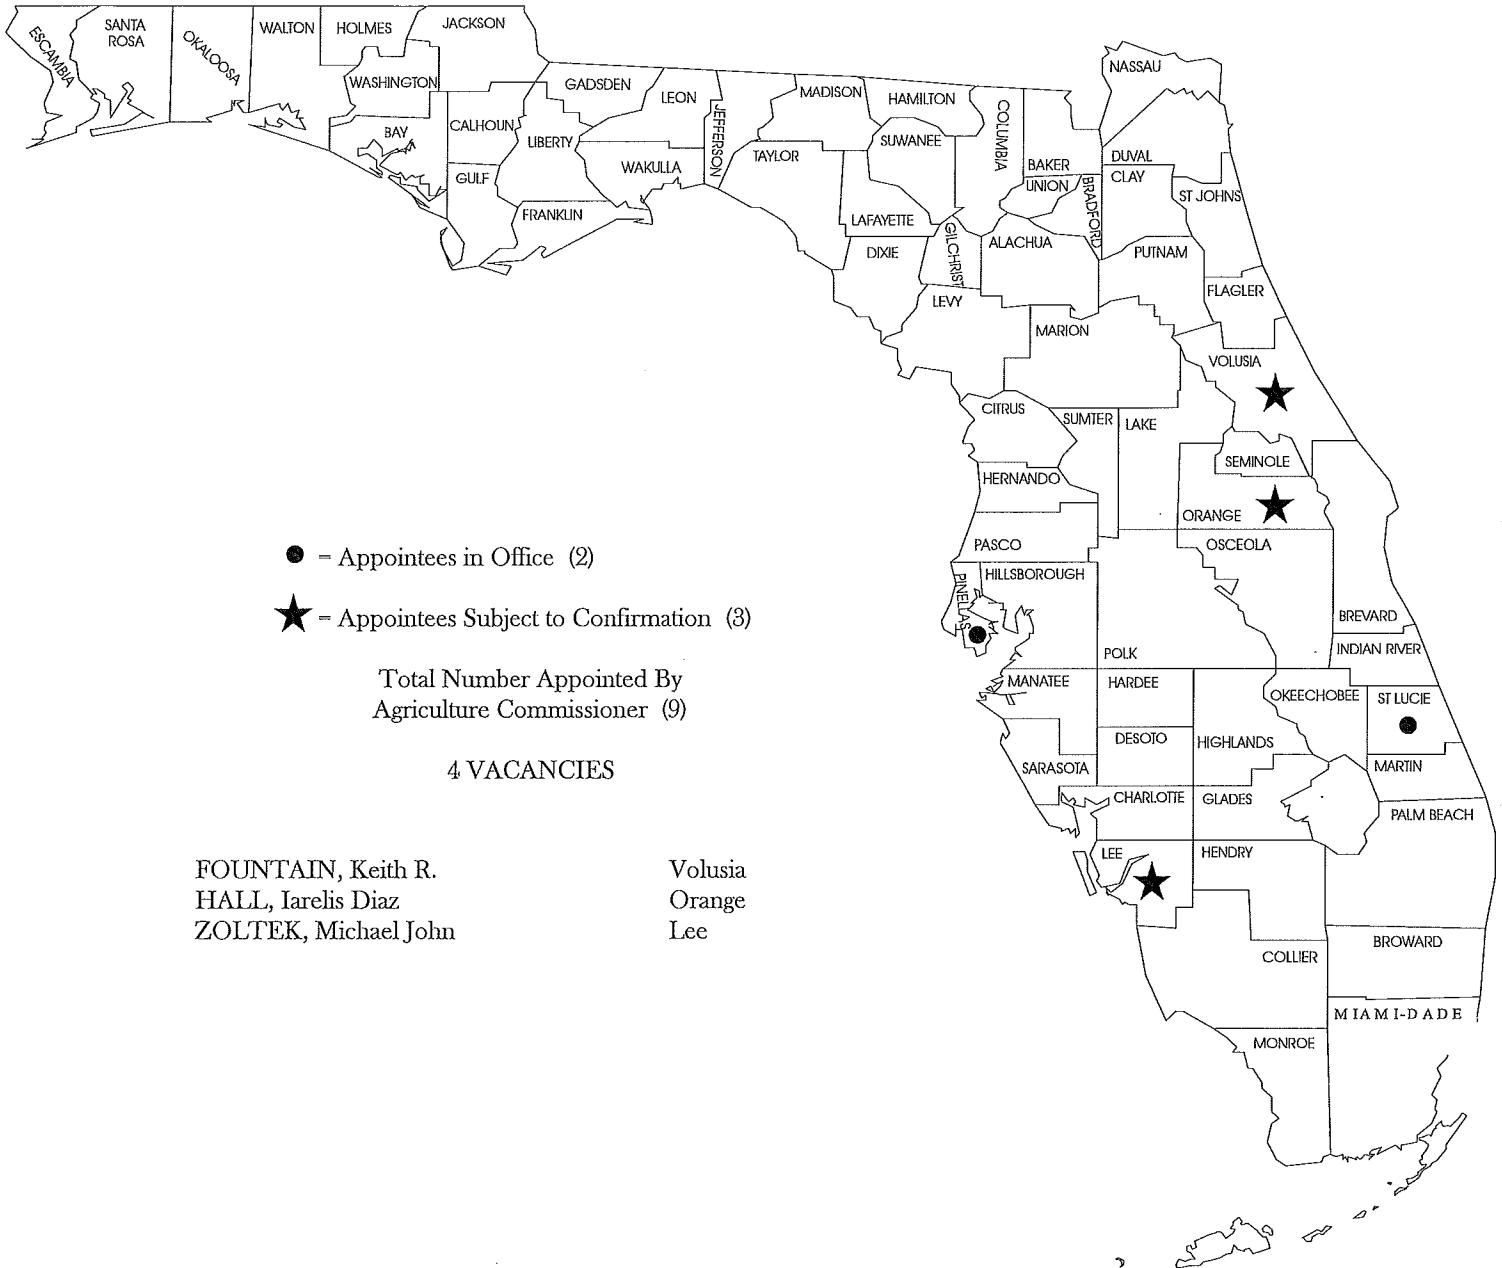 ESCAMBIA
SANTA
ROSA
OKALOOSA
WALTON
HOLMES
JACKSON
WASHINGTON
BAY
CALHOUN
GULF
GADSDEN
LIBERTY
FRANKLIN
LEON
WAKULLA
JEFFERSON
MADISON
TAYLOR
HAMILTON
SUWANEE
LAFAYETTE
DIXIE
COLUMBIA
GILCHRIST
BAKER
UNION
BRADFORD
ALACHUA
LEVY
NASSAU
DUVAL
CLAY
ST JOHNS
PUTNAM
FLAGLER
MARION
VOLUSIA
CITRUS
SUMTER
LAKE
SEMINOLE
HERNANDO
ORANGE
PASCO
OSCEOLA
PINELLAS
HILLSBOROUGH
POLK
BREVARD
INDIAN RIVER
MANATEE
HARDEE
OKEECHOBEE
ST LUCIE
DESOTO
HIGHLANDS
SARASOTA
MARTIN
CHARLOTTE
GLADES
PALM BEACH
LEE
HENDRY
BROWARD
COLLIER
MIAMI-DADE
MONROE
= Appointees in Office (2)
= Appointees Subject to Confirmation (3)
Total Number Appointed By
Agriculture Commissioner (9)
4 VACANCIES
FOUNTAIN, Keith R. Volusia
HALL, Iarelis Diaz Orange
ZOLTEK, Michael John Lee